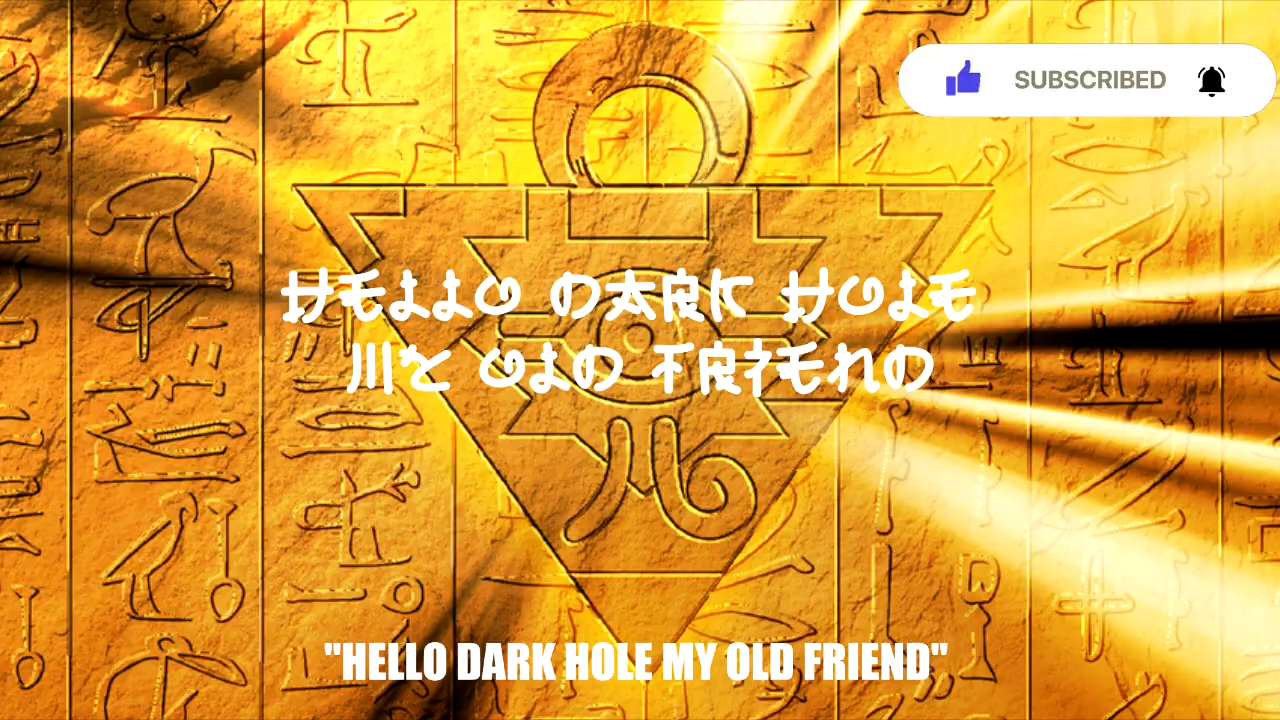 SUBSCRIBED
HELLO DARK HOLE
MY OLD FRIEND
"HELLO DARK HOLE MY OLD FRIEND"